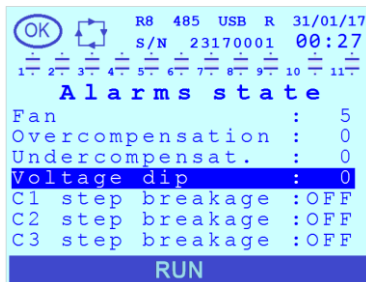 OK R8 485 USB R 31/01/17
S/N 23170001 00:27
1 2 3 4 5 6 7 8 9 10 11
Alarms state
Fan : 5
Overcompensation : 0
Undercompensat. : 0
Voltage dip : 0
C1 step breakage :OFF
C2 step breakage :OFF
C3 step breakage :OFF
RUN